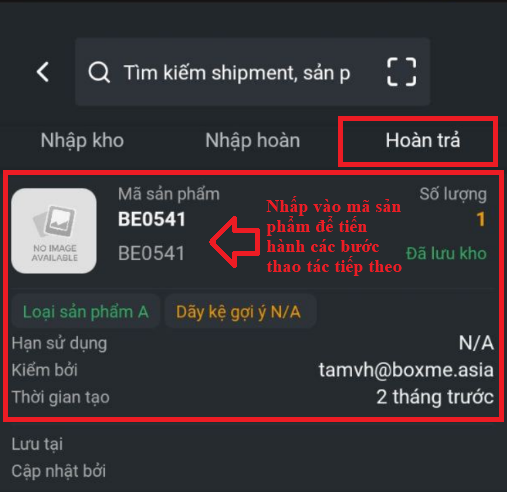 Tìm kiếm shipment, sản p
Nhập kho
Nhập hoàn
Hoàn trả
Mã sản phẩm
Số lượng
BE0541
1
BE0541
Đã lưu kho
NO IMAGE
AVAILABLE
Nhấp vào mã sản
phẩm để tiến
hành các bước
thao tác tiếp theo
Loại sản phẩm A
Dãy kệ gợi ý N/A
Hạn sử dụng
N/A
Kiểm bởi
tamvh@boxme.asia
Thời gian tạo
2 tháng trước
Lưu tại
Cập nhật bởi